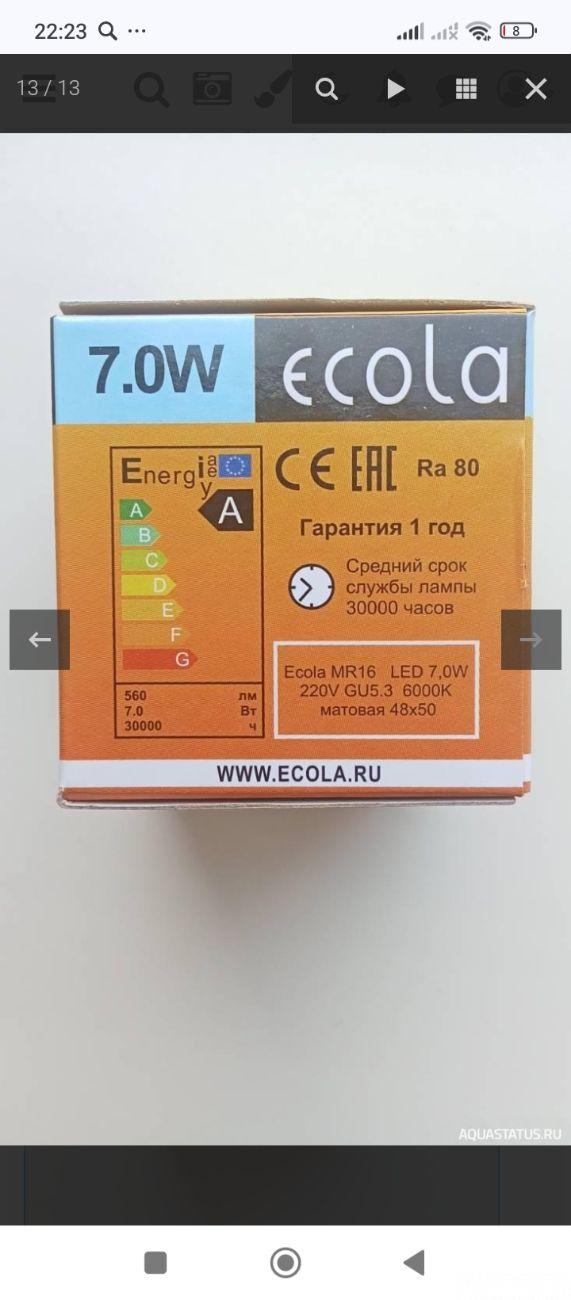 22:23
8
13 / 13
7.0W
ecola
Energi
ae
y
A
CE EAC Ra 80
A
B
C
D
E
F
G
Гарантия 1 год
Средний срок
службы лампы
30000 часов
560 лм
7.0 Вт
30000 ч
Ecola MR16 LED 7,0W
220V GU5.3 6000K
матовая 48x50
WWW.ECOLA.RU
AQUASTATUS.RU